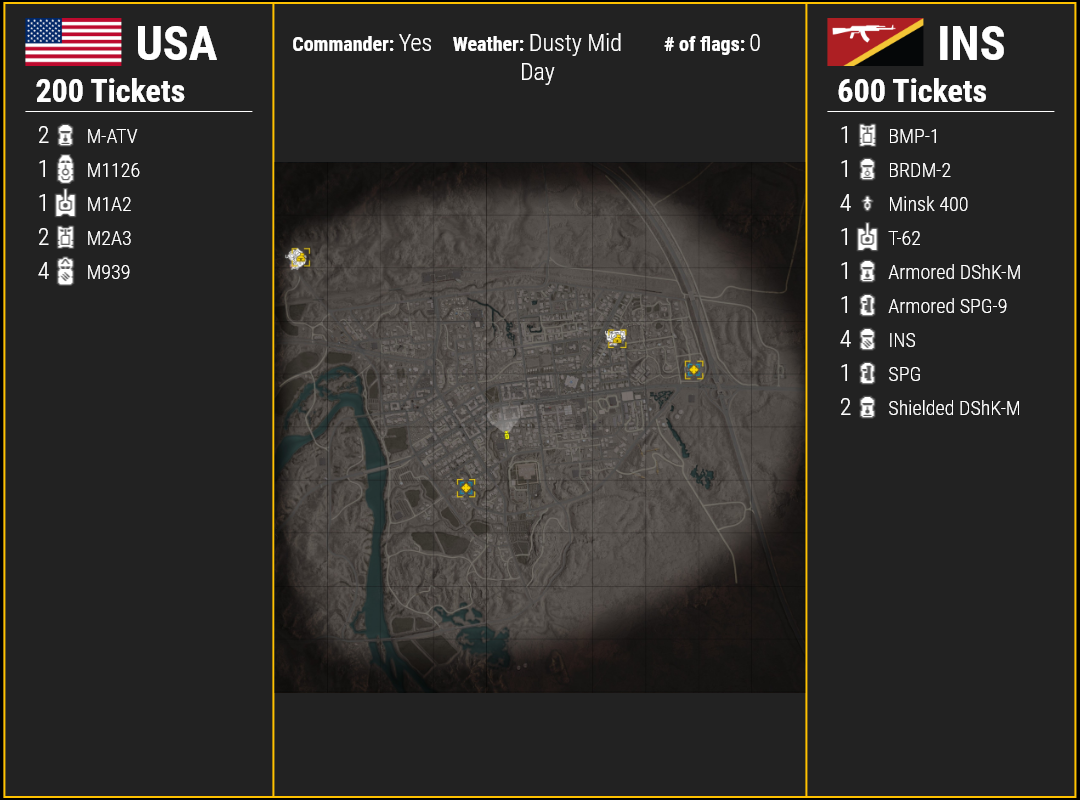 USA
200 Tickets
2 M-ATV
1 M1126
1 M1A2
2 M2A3
4 M939
Commander: Yes Weather: Dusty Mid Day # of flags: 0
INS
600 Tickets
1 BMP-1
1 BRDM-2
4 Minsk 400
1 T-62
1 Armored DShK-M
1 Armored SPG-9
4 INS
1 SPG
2 Shielded DShK-M